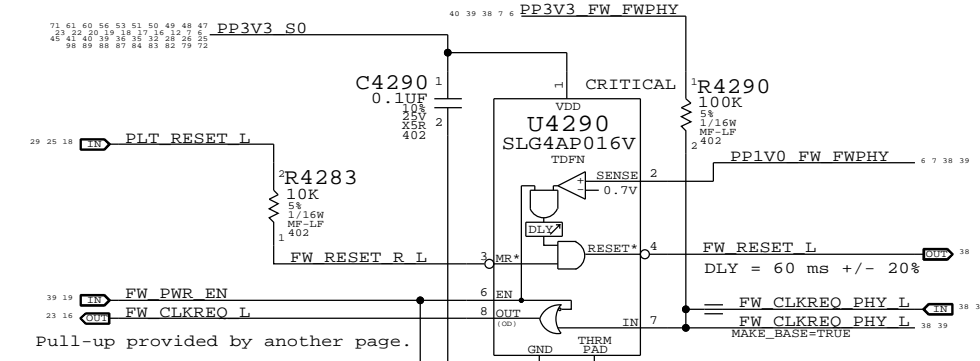 40 39 38 7 6 PP3V3_FW_FWPHY
71 61 60 56 53 51 50 49 48 47
23 22 20 19 18 17 16 12 7 6 PP3V3_S0
45 41 40 39 36 35 32 28 26 25
98 89 88 87 84 83 82 79 72
C4290 1
0.1UF
10%
25V
X5R 2
402
1
VDD
CRITICAL
U4290
SLG4AP016V
TDFN
1 R4290
100K
5%
1/16W
MF-LF
2 402
29 25 18 IN PLT_RESET_L
SENSE 2
PP1V0_FW_FWPHY 6 7 38 39
0.7V
2 R4283
10K
5%
1/16W
MF-LF
402
1
DLY
FW_RESET_R_L 3 MR*
RESET* 4 FW_RESET_L OUT 38
DLY = 60 ms +/- 20%
39 19 IN FW_PWR_EN 6 EN
23 16 OUT FW_CLKREQ_L 8 OUT
(OD)
FW_CLKREQ_PHY_L IN 38 3
IN 7 FW_CLKREQ_PHY_L 38 39
MAKE_BASE=TRUE
Pull-up provided by another page.
GND THRM
PAD